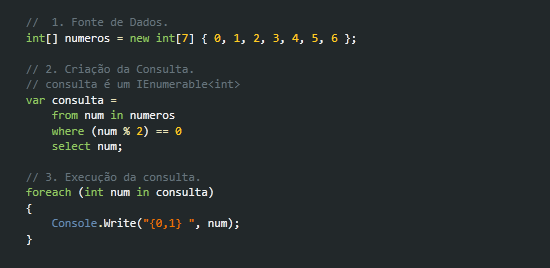 //  1. Fonte de Dados.
int[] numeros = new int[7] { 0, 1, 2, 3, 4, 5, 6 };
// 2. Criação da Consulta.
// consulta é um IEnumerable<int>
var consulta =
from num in numeros
where (num % 2) == 0
select num;
// 3. Execução da consulta.
foreach (int num in consulta)
{
Console.Write("{0,1} ", num);
}